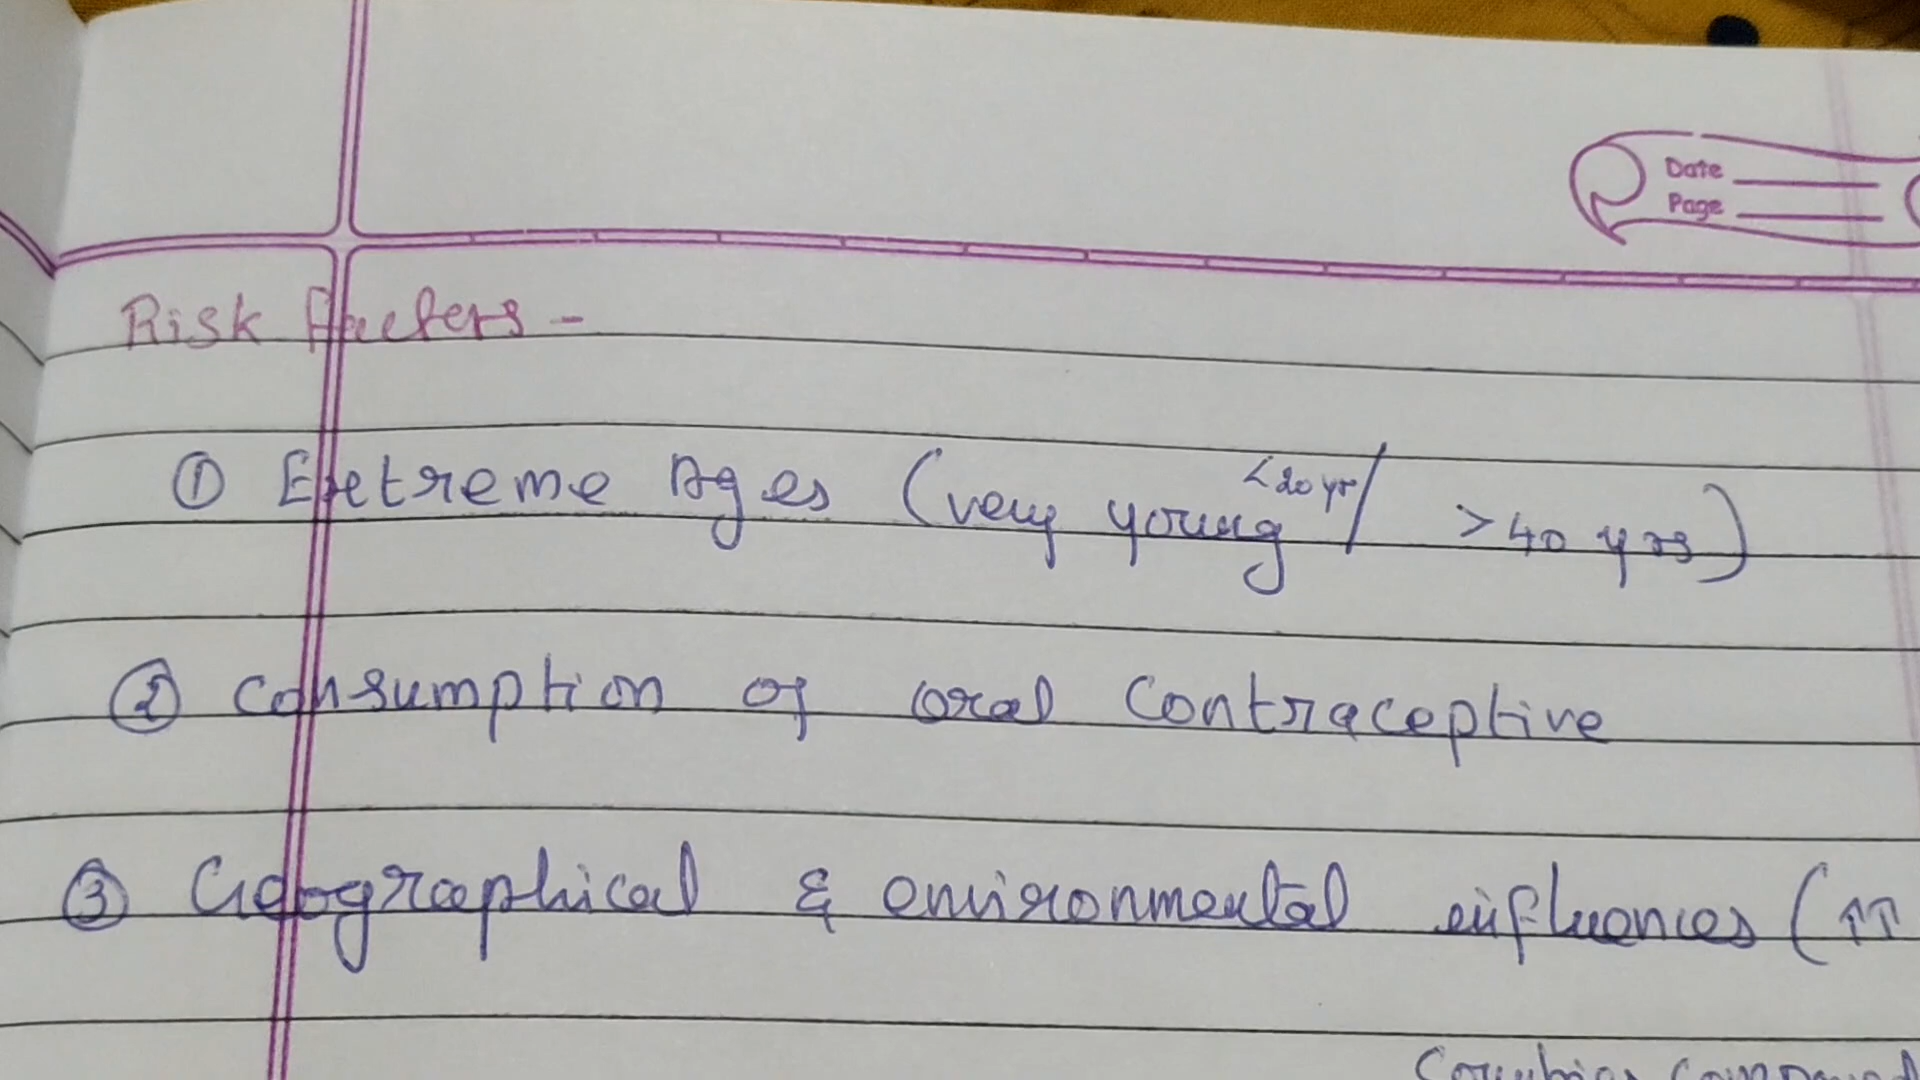 Date
Page
Risk Factors -
① Extreme Ages (very young <20 yr/ >40 yrs)
② Consumption of oral Contraceptive
③ Geographical & environmental influences (↑↑